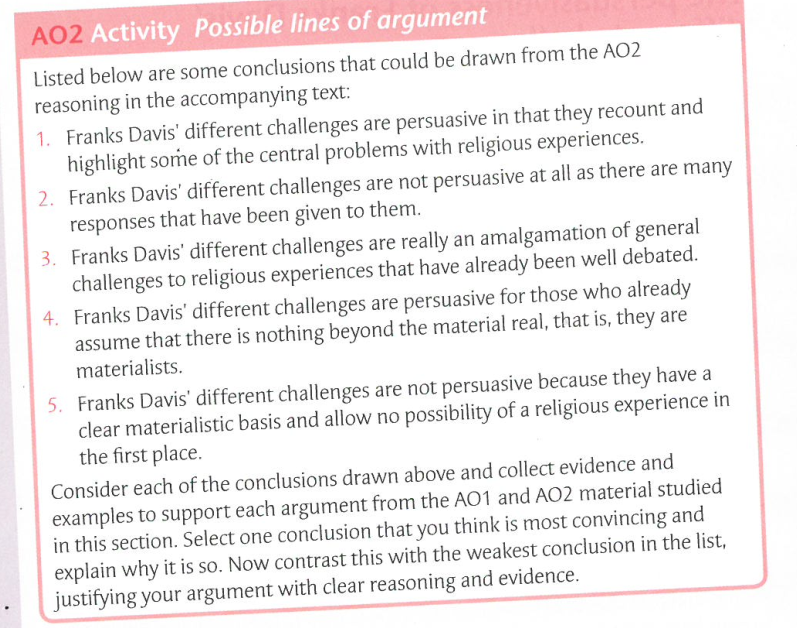 AO2 Activity Possible lines of argument
Listed below are some conclusions that could be drawn from the AO2
reasoning in the accompanying text:
1. Franks Davis' different challenges are persuasive in that they recount and
highlight some of the central problems with religious experiences.
2. Franks Davis' different challenges are not persuasive at all as there are many
responses that have been given to them.
3. Franks Davis' different challenges are really an amalgamation of general
challenges to religious experiences that have already been well debated.
4. Franks Davis' different challenges are persuasive for those who already
assume that there is nothing beyond the material real, that is, they are
materialists.
5. Franks Davis' different challenges are not persuasive because they have a
clear materialistic basis and allow no possibility of a religious experience in
the first place.
Consider each of the conclusions drawn above and collect evidence and
examples to support each argument from the AO1 and AO2 material studied
in this section. Select one conclusion that you think is most convincing and
explain why it is so. Now contrast this with the weakest conclusion in the list,
justifying your argument with clear reasoning and evidence.